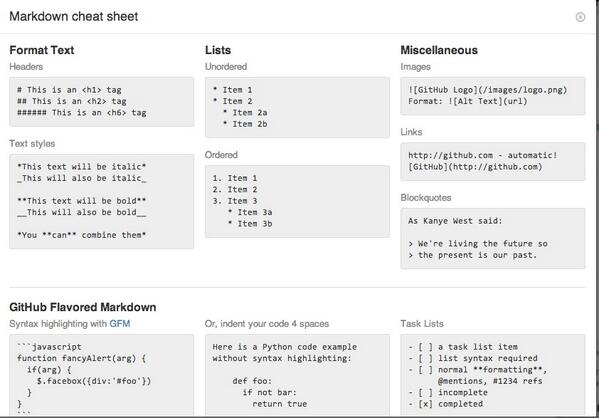 Markdown cheat sheet
Format Text
Headers
# This is an <h1> tag
## This is an <h2> tag
###### This is an <h6> tag
Text styles
*This text will be italic*
_This will also be italic_
**This text will be bold**
__This will also be bold__
*You **can** combine them*
Lists
Unordered
* Item 1
* Item 2
  * Item 2a
  * Item 2b
Ordered
1. Item 1
2. Item 2
3. Item 3
   * Item 3a
   * Item 3b
Miscellaneous
Images
![GitHub Logo](/images/logo.png)
Format: ![Alt Text](url)
Links
http://github.com - automatic!
[GitHub](http://github.com)
Blockquotes
As Kanye West said:
> We're living the future so
> the present is our past.
GitHub Flavored Markdown
Syntax highlighting with GFM
```javascript
function fancyAlert(arg) {
  if(arg) {
    $.facebox({div:'#foo'})
  }
}
```
Or, indent your code 4 spaces
Here is a Python code example
without syntax highlighting:
    def foo:
      if not bar:
        return true
Task Lists
- [ ] a task list item
- [ ] list syntax required
- [ ] normal **formatting**,
      @mentions, #1234 refs
- [ ] incomplete
- [x] completed